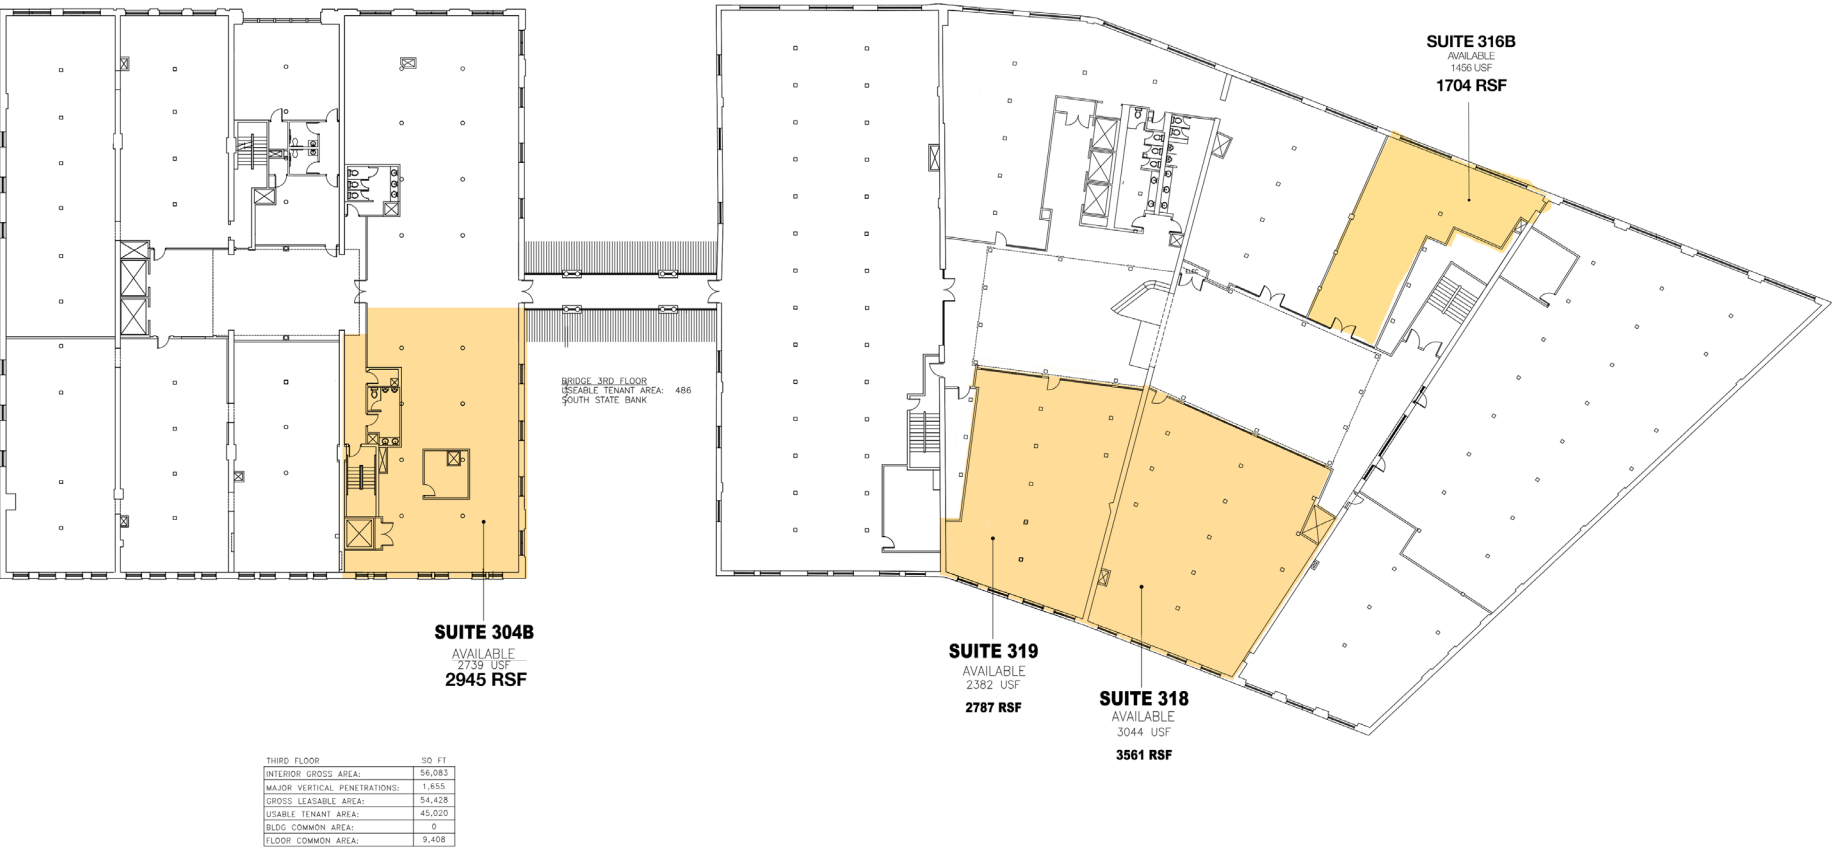 SUITE 316B
AVAILABLE
1456 USF
1704 RSF
ELEC
BRIDGE 3RD FLOOR
USEABLE TENANT AREA: 486
SOUTH STATE BANK
SUITE 304B
AVAILABLE
2739 USF
2945 RSF
SUITE 319
AVAILABLE
2382 USF
2787 RSF
SUITE 318
AVAILABLE
3044 USF
3561 RSF
THIRD FLOOR SQ FT
INTERIOR GROSS AREA: 56,083
MAJOR VERTICAL PENETRATIONS: 1,655
GROSS LEASABLE AREA: 54,428
USABLE TENANT AREA: 45,020
BLDG COMMON AREA: 0
FLOOR COMMON AREA: 9,408